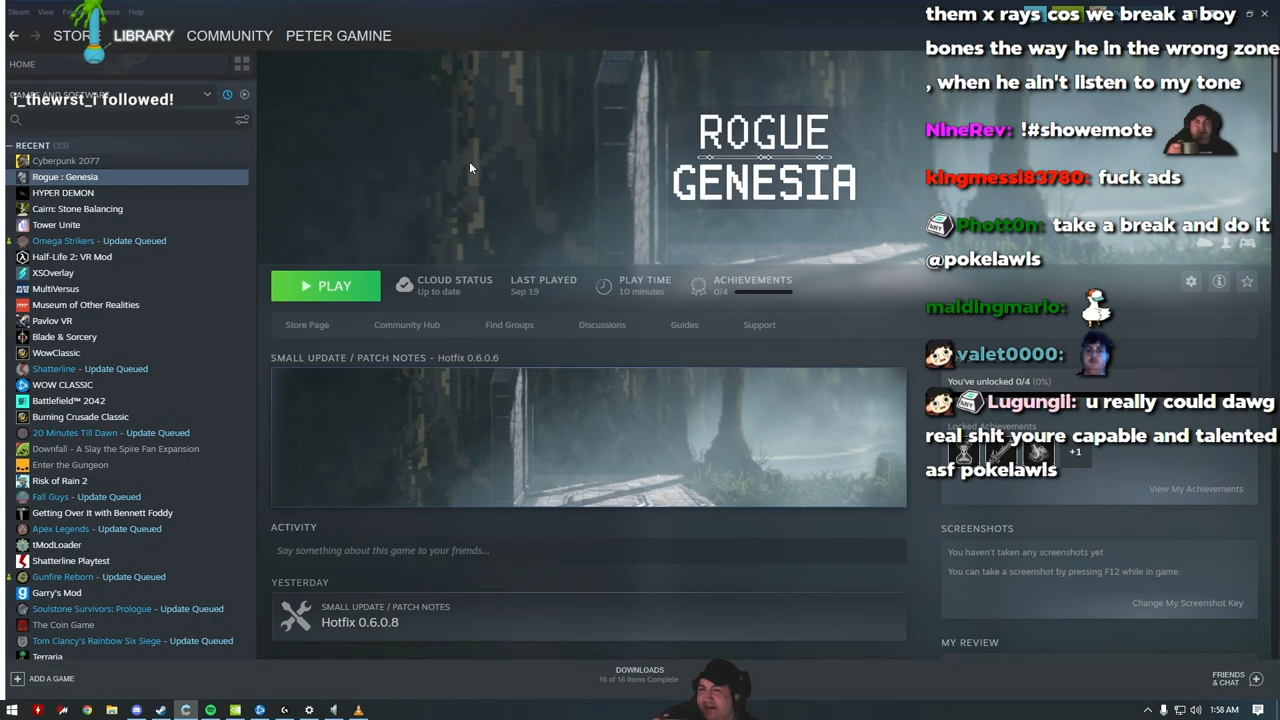 Steam View Games Help
STORE LIBRARY COMMUNITY PETER GAMINE
HOME
GAMES AND SOFTWARE
i_thewrst_i followed!
RECENT (33)
Cyberpunk 2077
Rogue : Genesia
HYPER DEMON
Cairn: Stone Balancing
Tower Unite
Omega Strikers - Update Queued
Half-Life 2: VR Mod
XSOverlay
MultiVersus
Museum of Other Realities
Pavlov VR
Blade & Sorcery
WowClassic
Shatterline - Update Queued
WOW CLASSIC
Battlefield™ 2042
Burning Crusade Classic
20 Minutes Till Dawn - Update Queued
Downfall - A Slay the Spire Fan Expansion
Enter the Gungeon
Risk of Rain 2
Fall Guys - Update Queued
Getting Over It with Bennett Foddy
Apex Legends - Update Queued
tModLoader
Shatterline Playtest
Gunfire Reborn - Update Queued
Garry's Mod
Soulstone Survivors: Prologue - Update Queued
The Coin Game
Tom Clancy's Rainbow Six Siege - Update Queued
Terraria
ADD A GAME
ROGUE
GENESIA
PLAY
CLOUD STATUS
Up to date
LAST PLAYED
Sep 19
PLAY TIME
10 minutes
ACHIEVEMENTS
0/4
Store Page Community Hub Find Groups Discussions Guides Support
SMALL UPDATE / PATCH NOTES - Hotfix 0.6.0.6
ACTIVITY
Say something about this game to your friends...
YESTERDAY
SMALL UPDATE / PATCH NOTES
Hotfix 0.6.0.8
them x rays cos we break a boy
bones the way he in the wrong zone
, when he ain't listen to my tone
NineRev: !#showemote
kingmessi83780: fuck ads
Phott0n: take a break and do it
@pokelawls
maldingmario:
valet0000:
You've unlocked 0/4 (0%)
Lugungil: u really could dawg
real shit youre capable and talented
asf pokelawls
Locked Achievements
+1
View My Achievements
SCREENSHOTS
You haven't taken any screenshots yet
You can take a screenshot by pressing F12 while in game.
Change My Screenshot Key
MY REVIEW
DOWNLOADS
16 of 16 Items Complete
FRIENDS
& CHAT
1:58 AM